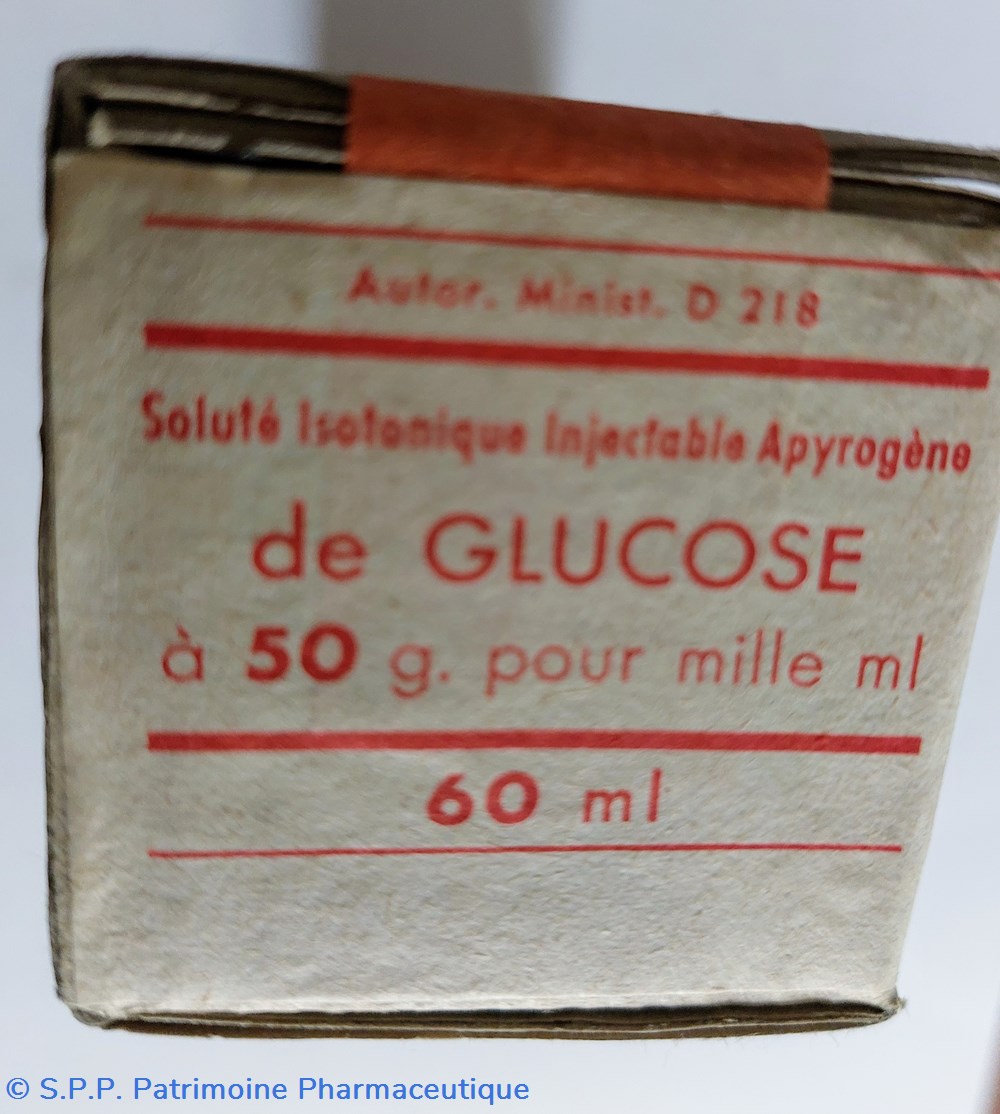 Autor. Minist. D 218
Soluté Isotonique Injectable Apyrogène
de GLUCOSE
à 50 g. pour mille ml
60 ml
© S.P.P. Patrimoine Pharmaceutique